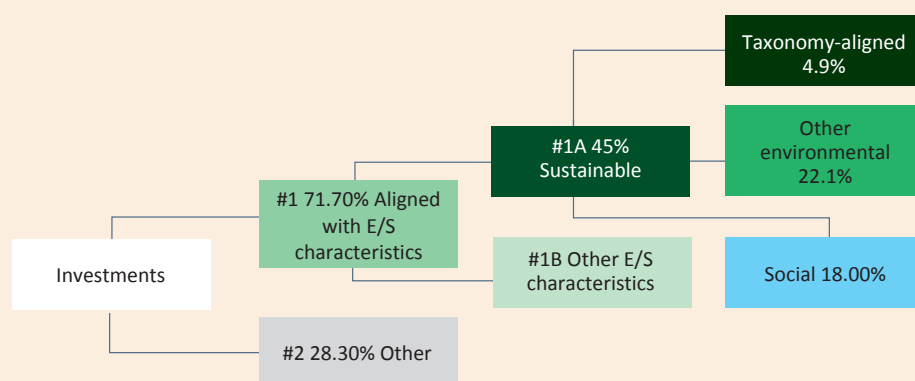 Taxonomy-aligned
4.9%
#1A 45%
Sustainable
Other
environmental
22.1%
#1 71.70% Aligned
with E/S
characteristics
Investments
#1B Other E/S
characteristics
Social 18.00%
#2 28.30% Other